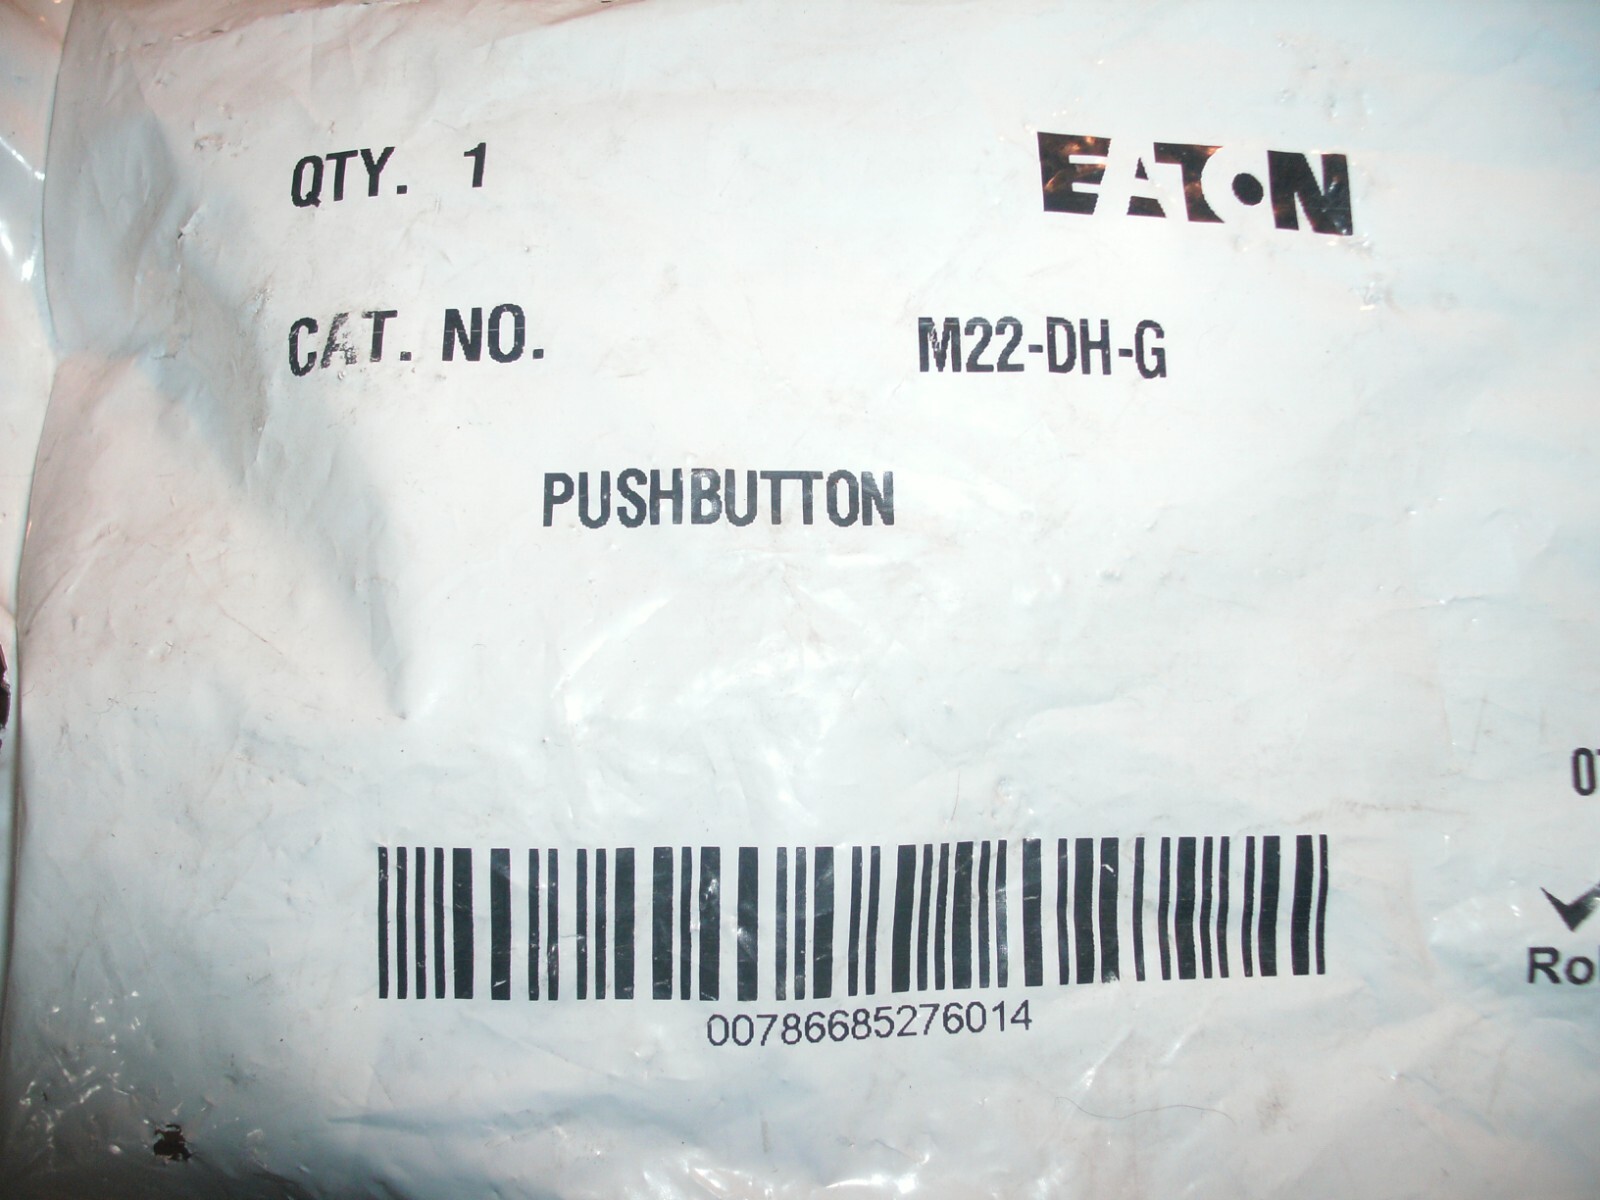 QTY. 1
EATON
CAT. NO. M22-DH-G
PUSHBUTTON
00786685276014